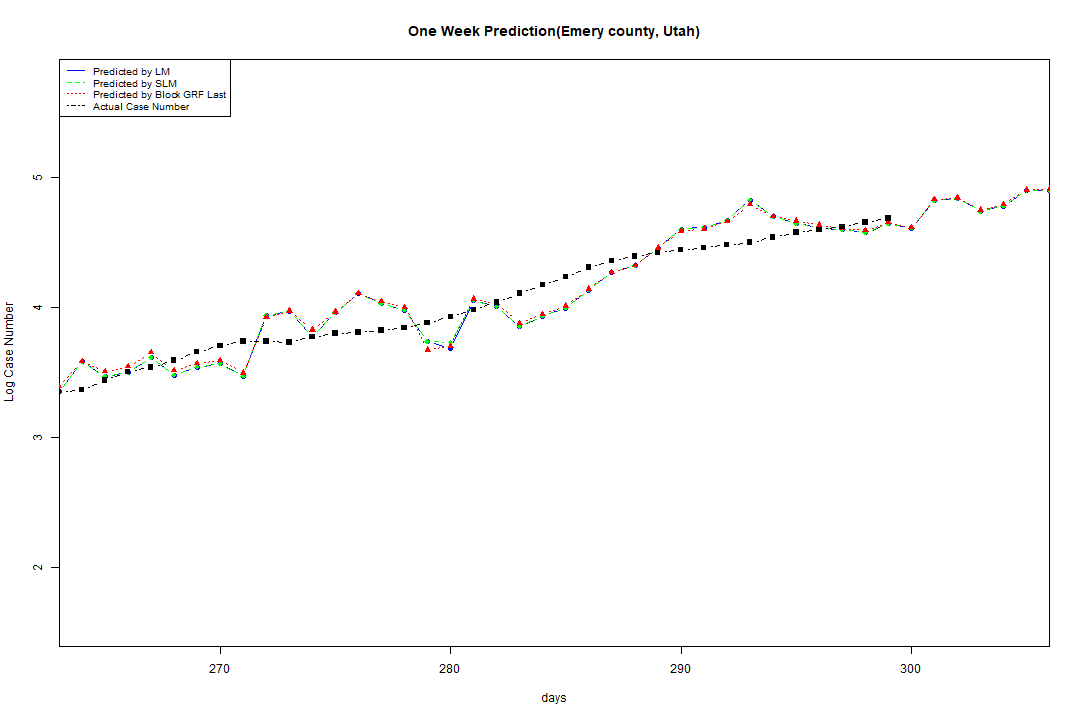 One Week Prediction(Emery county, Utah)
Predicted by LM
Predicted by SLM
Predicted by Block GRF Last
Actual Case Number
5
4
3
2
Log Case Number
270 280 290 300
days